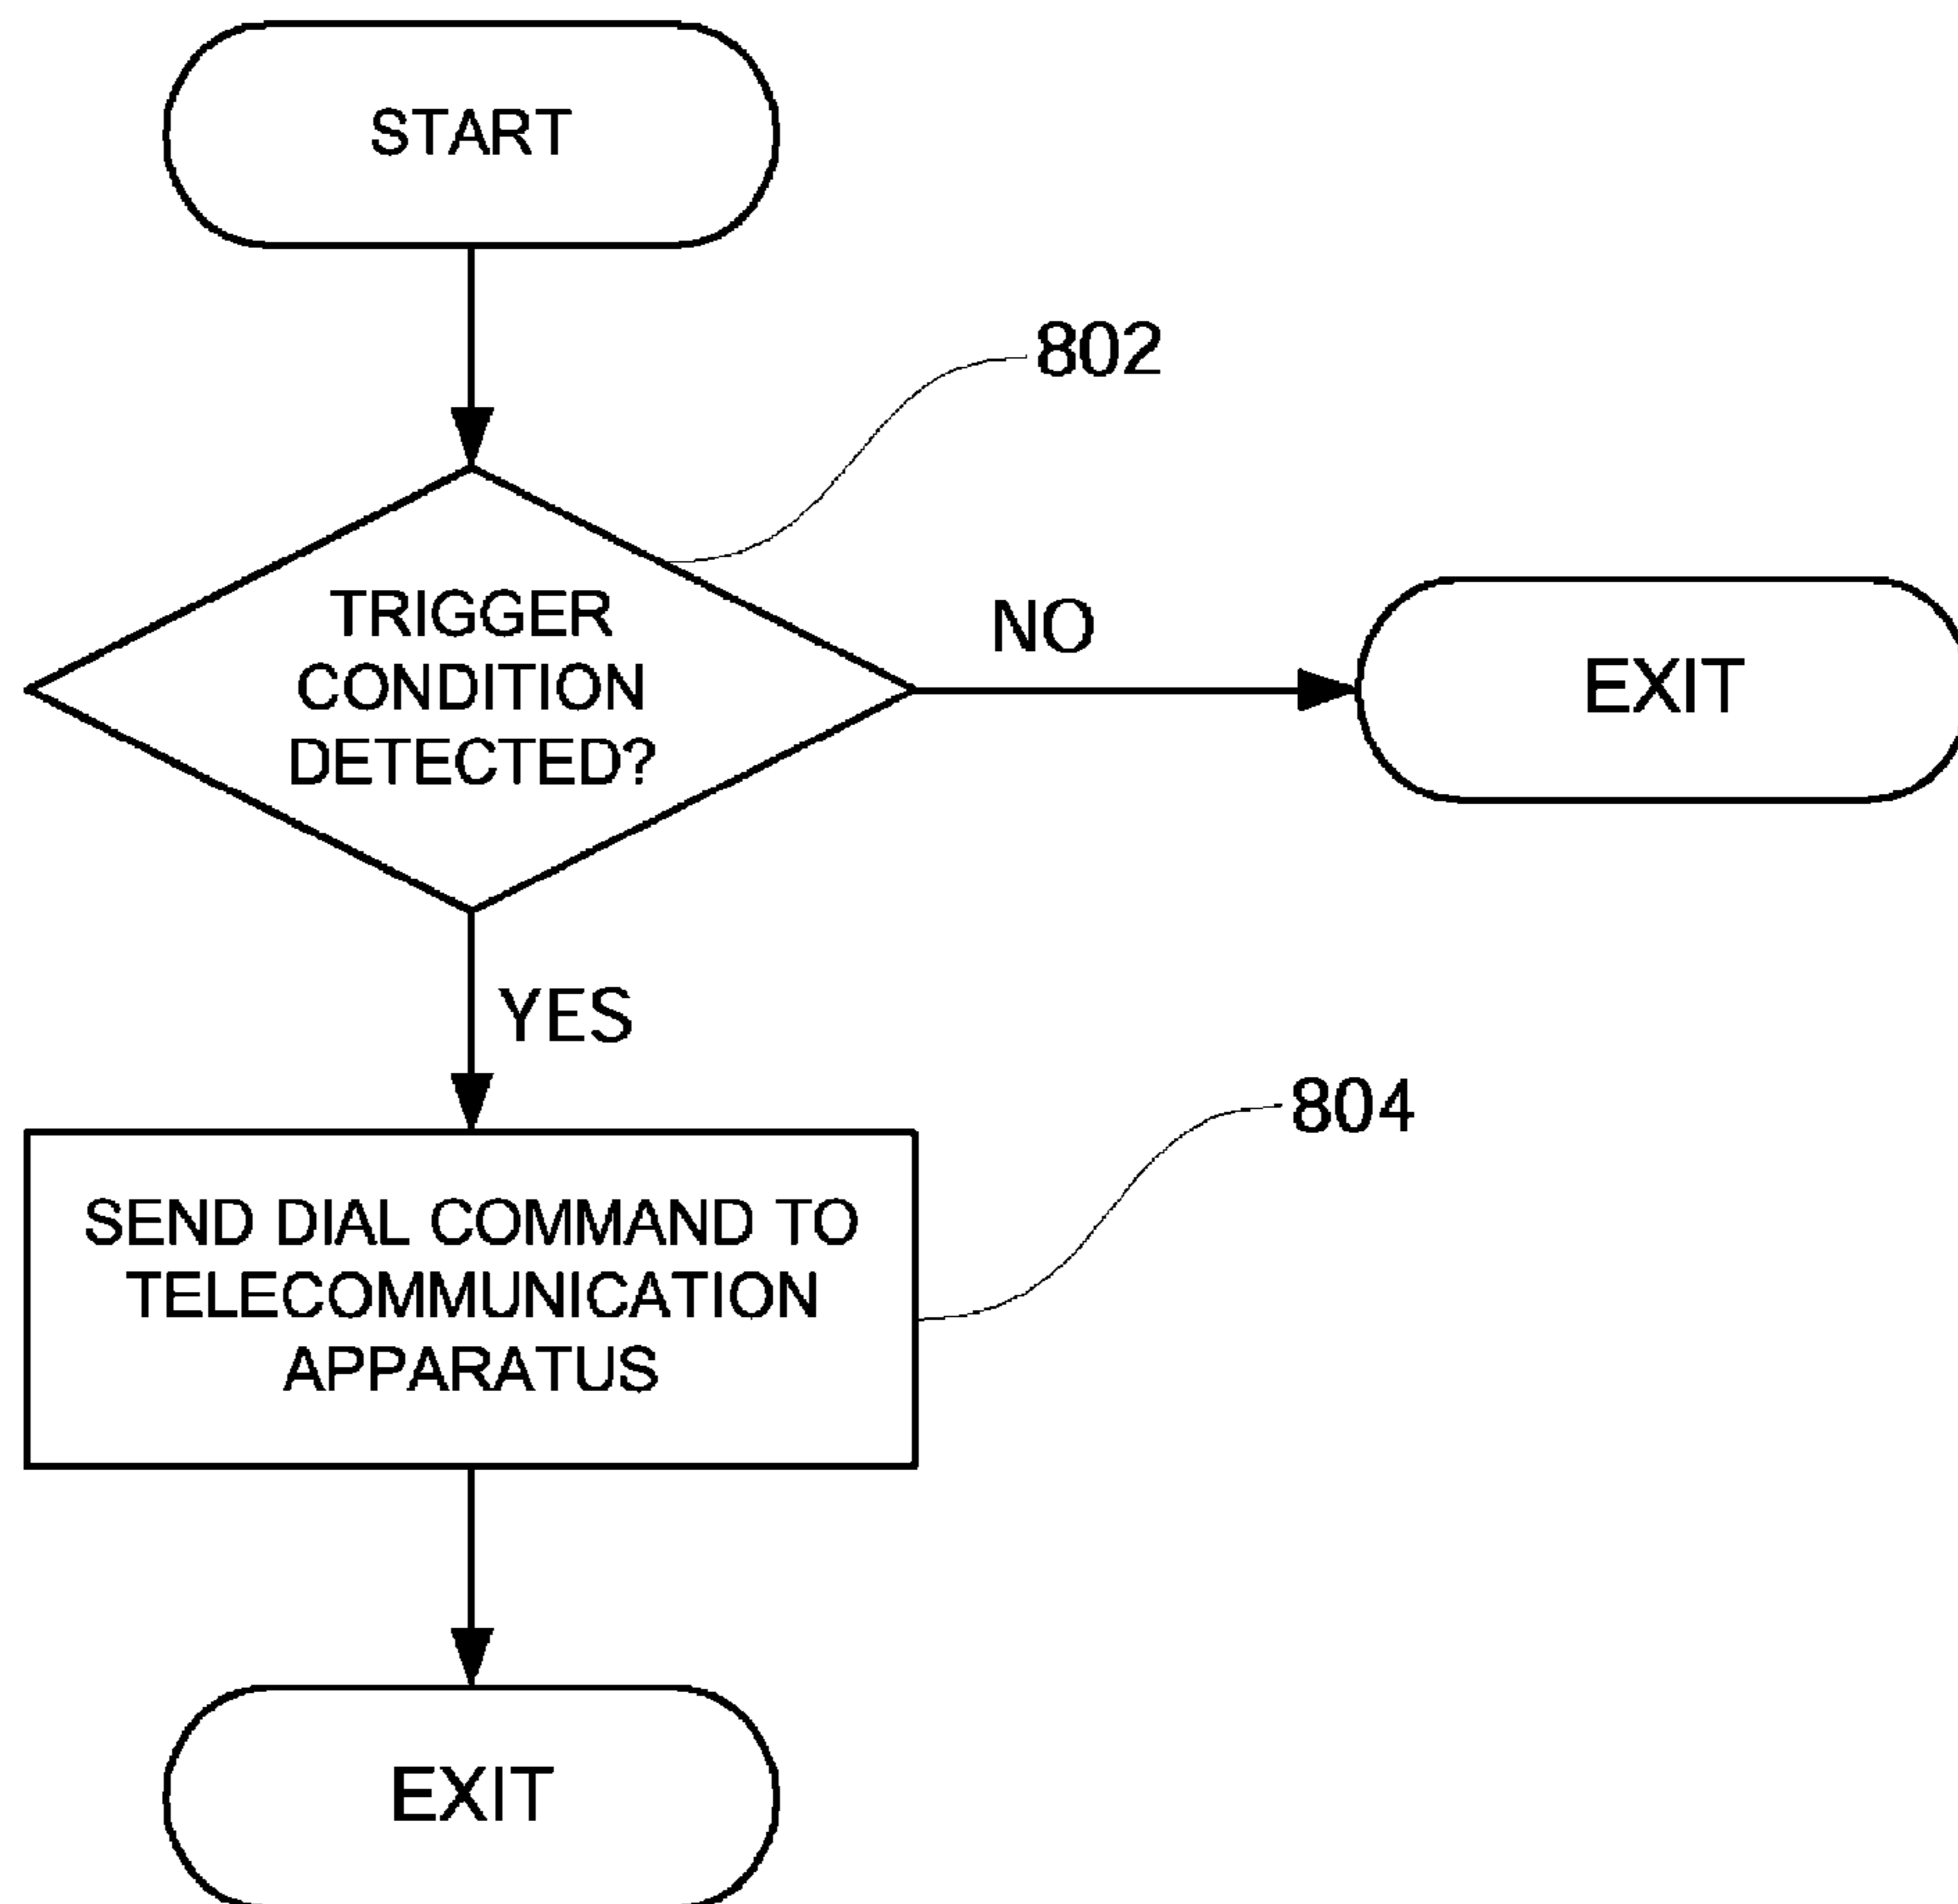 START
802
TRIGGER
CONDITION
DETECTED?
NO
EXIT
YES
804
SEND DIAL COMMAND TO
TELECOMMUNICATION
APPARATUS
EXIT